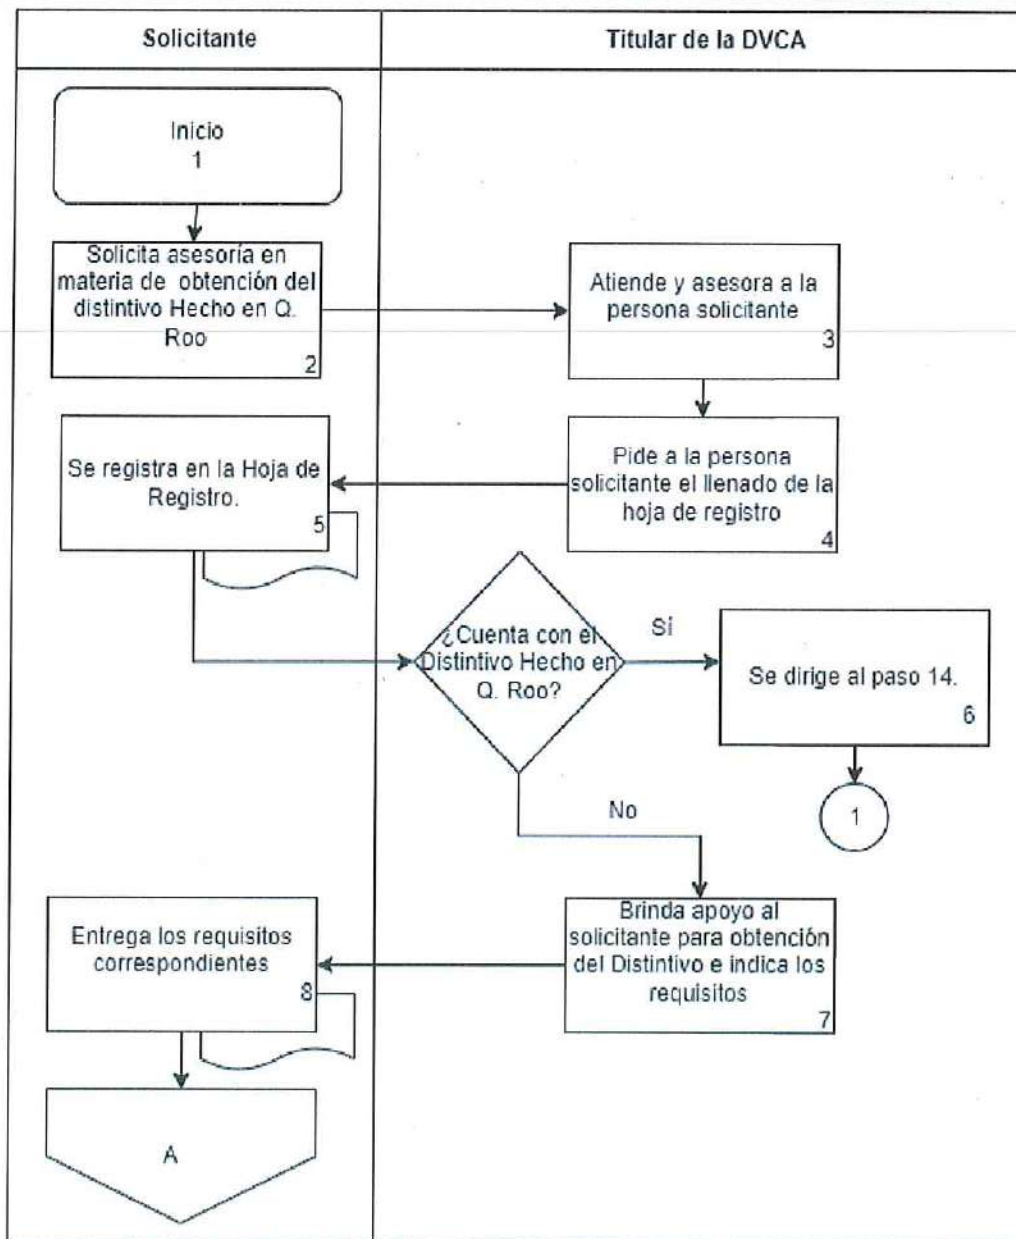 Solicitante
Titular de la DVCA
Inicio
1
Solicita asesoría en
materia de obtención del
distintivo Hecho en Q.
Roo
2
Atiende y asesora a la
persona solicitante
3
Pide a la persona
solicitante el llenado de la
hoja de registro
4
Se registra en la Hoja de
Registro.
5
¿Cuenta con el
Distintivo Hecho en
Q. Roo?
Sí
Se dirige al paso 14.
6
1
No
Brinda apoyo al
solicitante para obtención
del Distintivo e indica los
requisitos
7
Entrega los requisitos
correspondientes
8
A